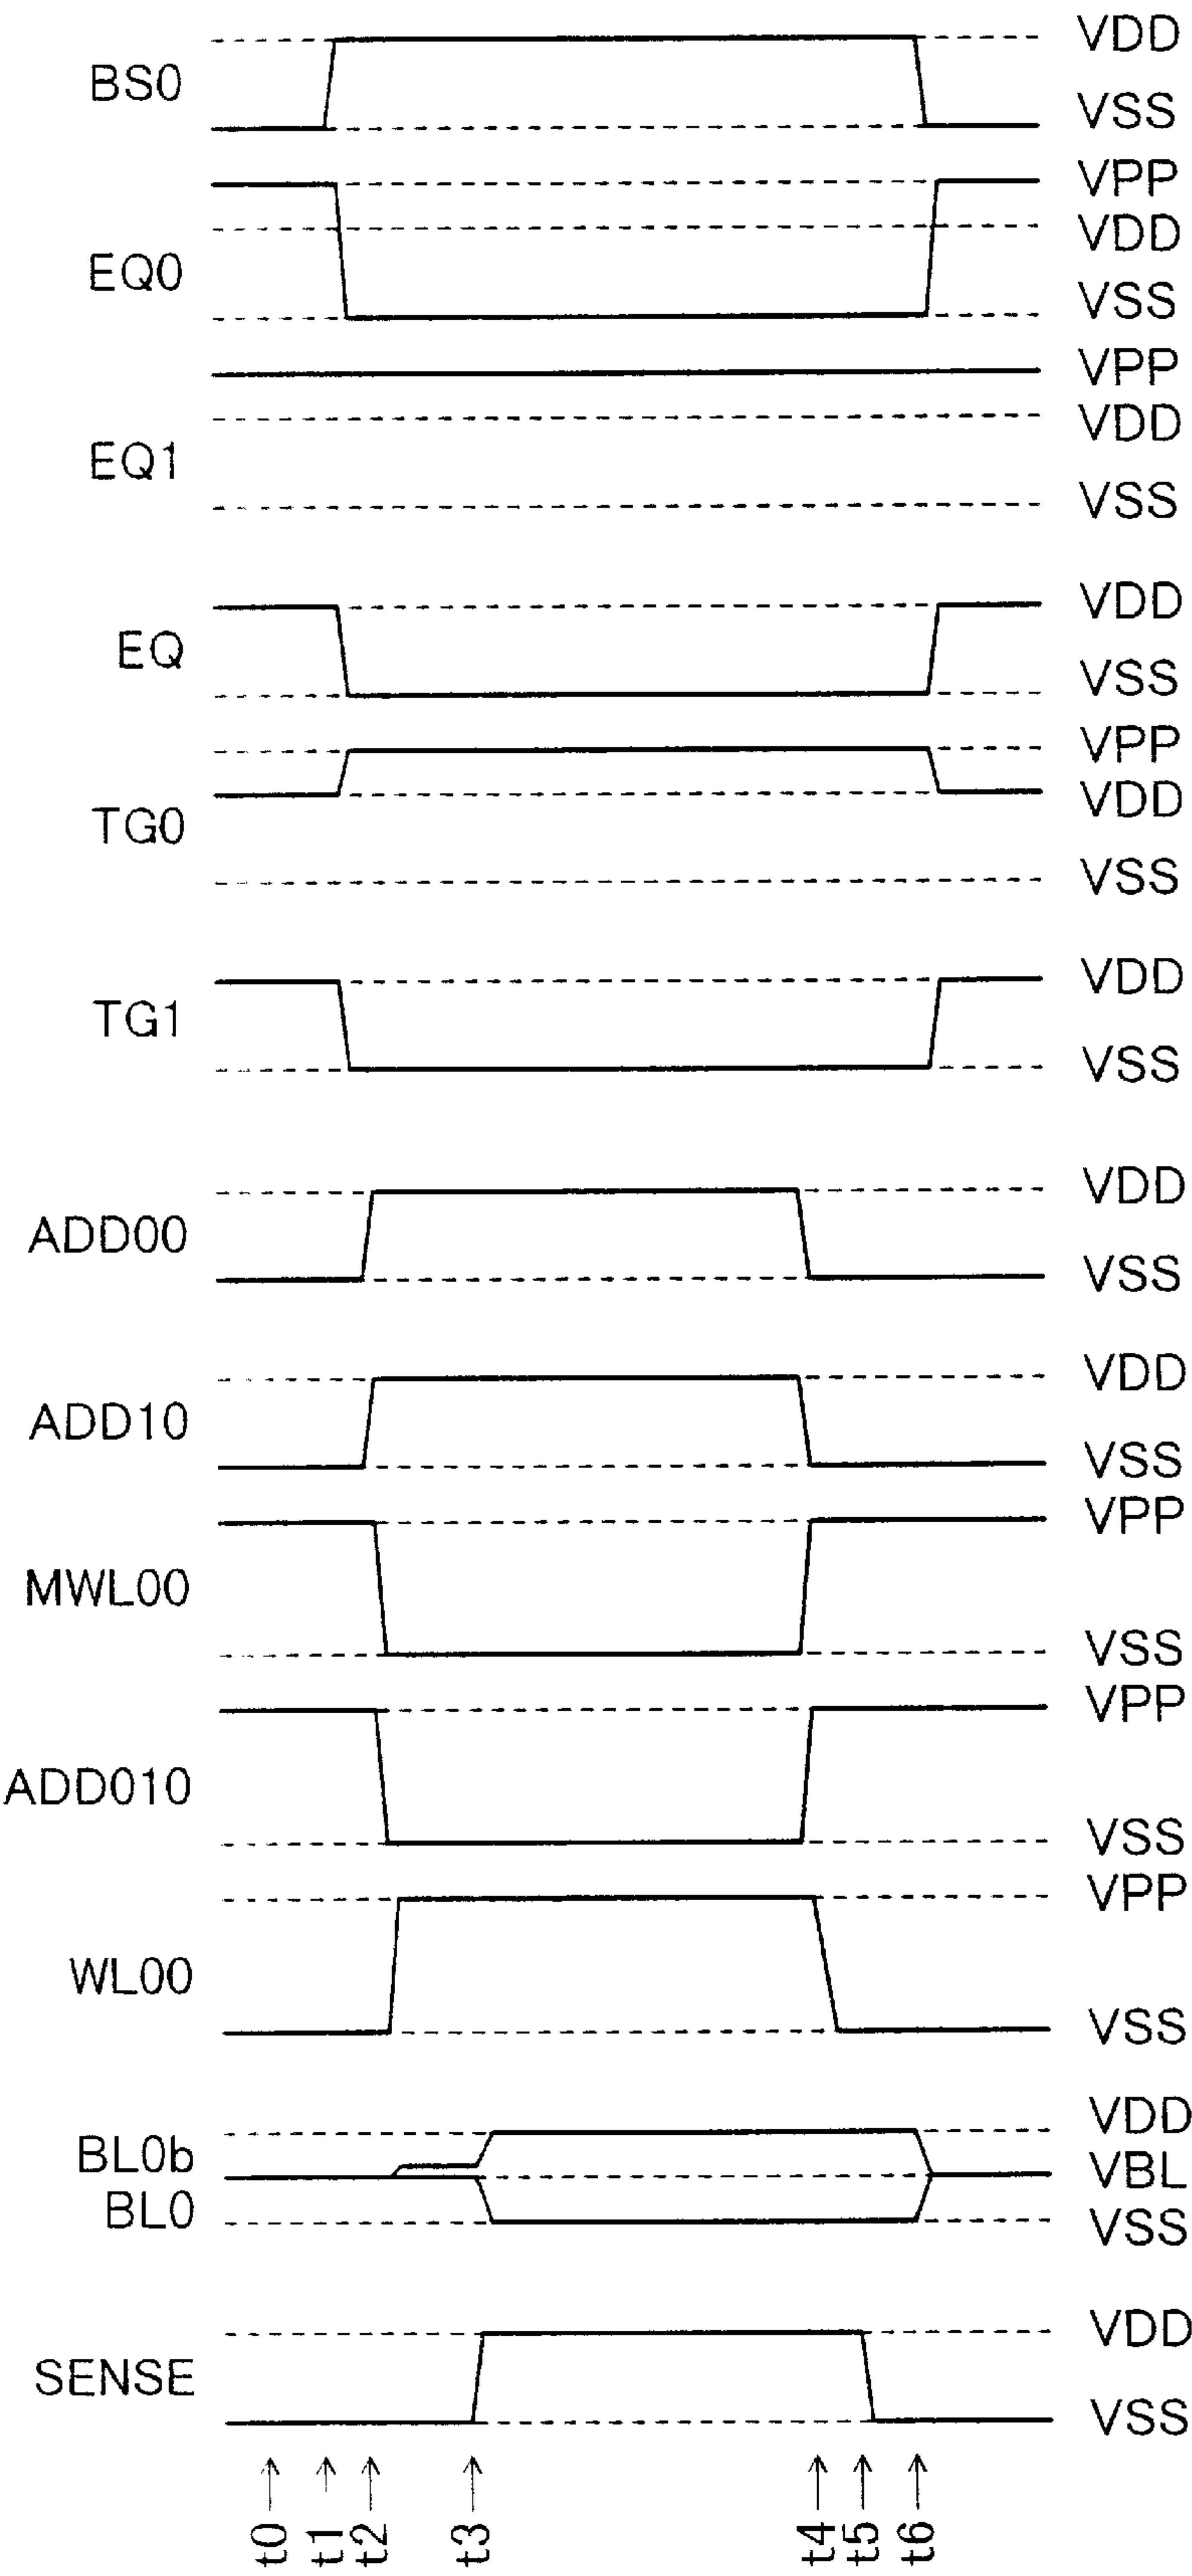 VDD
BS0
VSS
VPP
VDD
EQ0
VSS
VPP
VDD
EQ1
VSS
VDD
EQ
VSS
VPP
VDD
TG0
VSS
VDD
TG1
VSS
VDD
ADD00
VSS
VDD
ADD10
VSS
VPP
MWL00
VSS
VPP
ADD010
VSS
VPP
WL00
VSS
VDD
BL0b
VBL
BL0
VSS
VDD
SENSE
VSS
t0 t1 t2 t3 t4 t5 t6